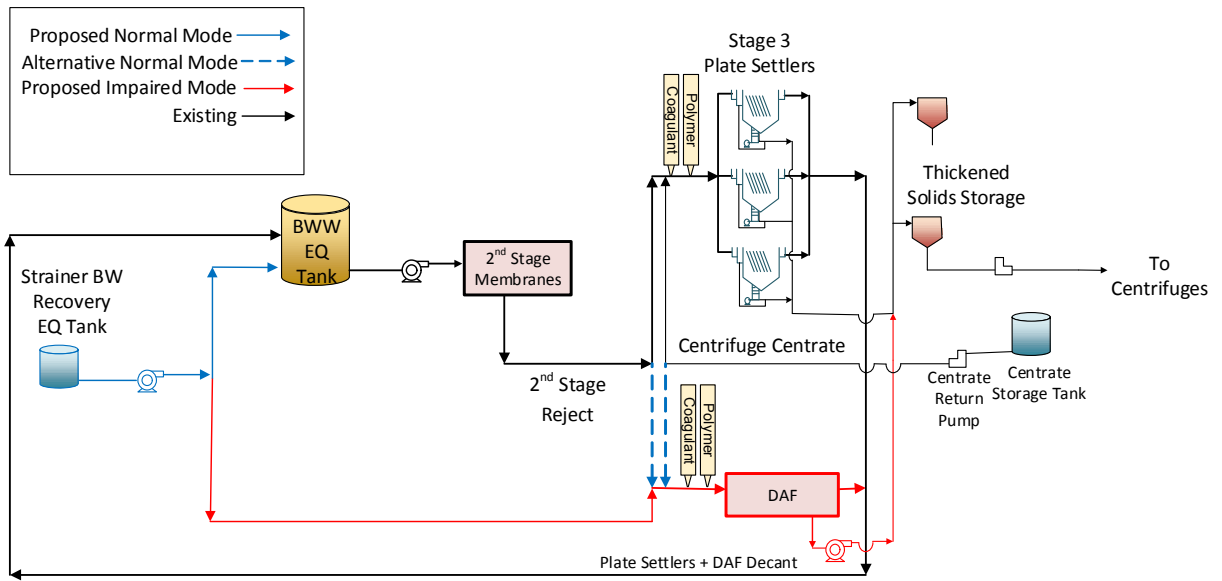 Proposed Normal Mode
Alternative Normal Mode
Proposed Impaired Mode
Existing
Stage 3
Plate Settlers
Coagulant
Polymer
Thickened
Solids Storage
BWW
EQ
Tank
2nd Stage
Membranes
Strainer BW
Recovery
EQ Tank
To
Centrifuges
Centrifuge Centrate
2nd Stage
Reject
Centrate
Return
Pump
Centrate
Storage Tank
Coagulant
Polymer
DAF
Plate Settlers + DAF Decant